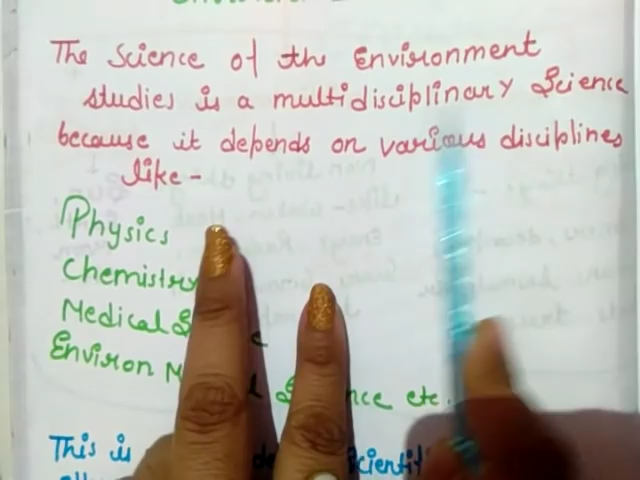 The Science of the Environment
studies is a multidisciplinary Science
because it depends on various disciplines
like -
Physics
Chemistry
Medical
Environ
etc.
This is